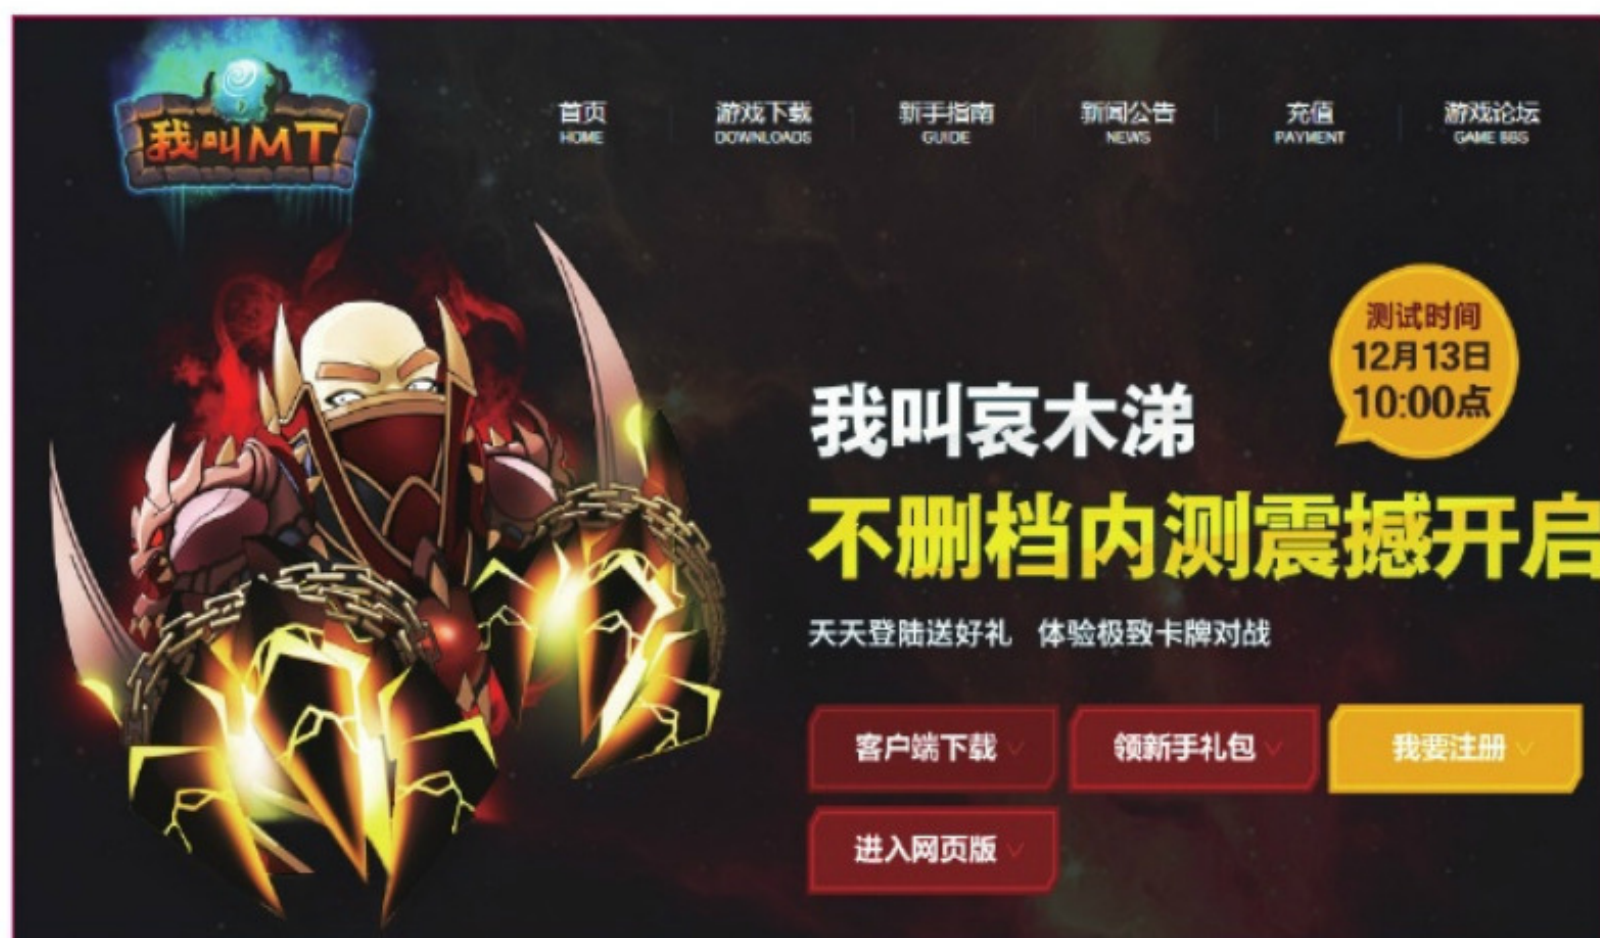 我叫MT
首页 游戏下载 新手指南 新闻公告 充值 游戏论坛
HOME DOWNLOADS GUIDE NEWS PAYMENT GAME BBS
测试时间
12月13日
10:00点
我叫哀木涕
不删档内测震撼开启
天天登陆送好礼 体验极致卡牌对战
客户端下载 领新手礼包 我要注册
进入网页版